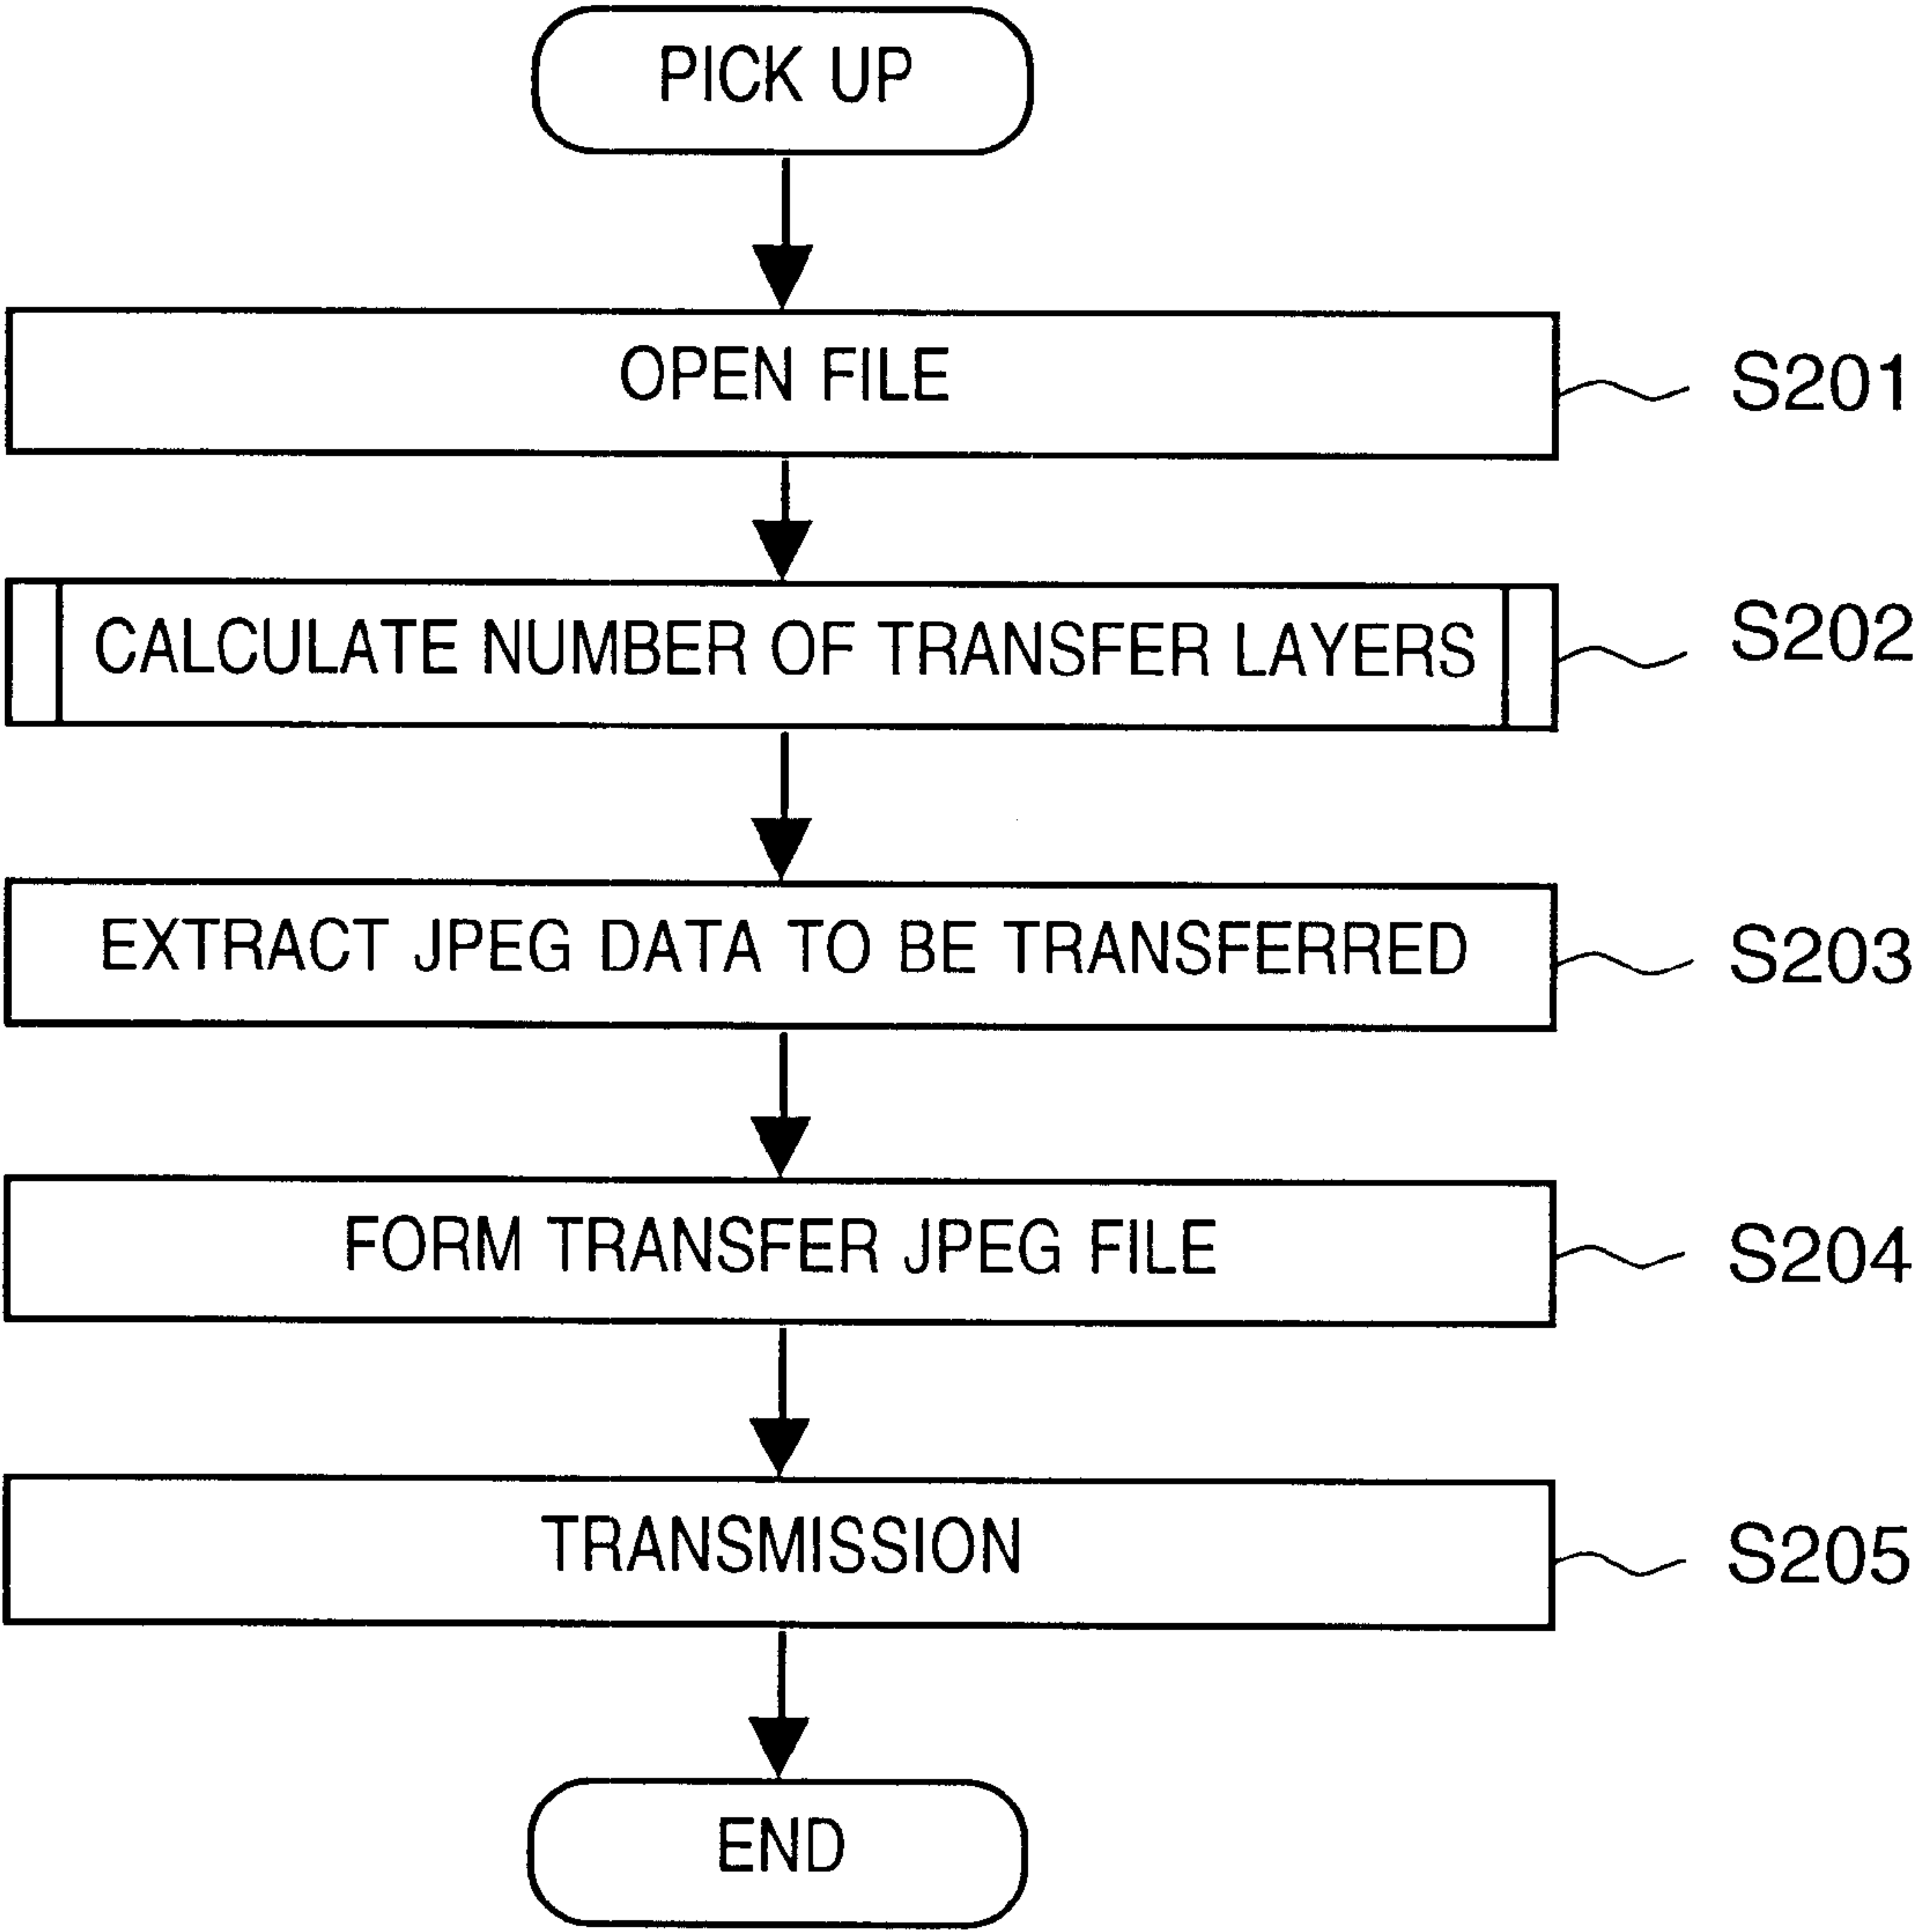 PICK UP
OPEN FILE
S201
CALCULATE NUMBER OF TRANSFER LAYERS
S202
EXTRACT JPEG DATA TO BE TRANSFERRED
S203
FORM TRANSFER JPEG FILE
S204
TRANSMISSION
S205
END